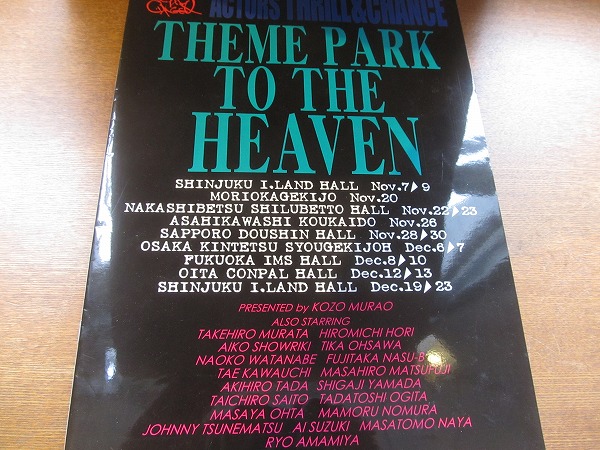 ACTORS THRILL&CHANCE
THEME PARK
TO THE
HEAVEN
SHINJUKU I.LAND HALL Nov.7▶9
MORIOKAGEKIJO Nov.20
NAKASHIBETSU SHILUBETTO HALL Nov.22▶23
ASAHIKAWASHI KOUKAIDO Nov.26
SAPPORO DOUSHIN HALL Nov.28▶30
OSAKA KINTETSU SYOUGEKIJOH Dec.6▶7
FUKUOKA IMS HALL Dec.8▶10
OITA CONPAL HALL Dec.12▶13
SHINJUKU I.LAND HALL Dec.19▶23
PRESENTED by KOZO MURAO
ALSO STARRING
TAKEHIRO MURATA HIROMICHI HORI
AIKO SHOWRIKI TIKA OHSAWA
NAOKO WATANABE FUJITAKA NASU-B
TAE KAWAUCHI MASAHIRO MATSUFUJI
AKIHIRO TADA SHIGAJI YAMADA
TAICHIRO SAITO TADATOSHI OGITA
MASAYA OHTA MAMORU NOMURA
JOHNNY TSUNEMATSU AI SUZUKI MASATOMO NAYA
RYO AMAMIYA